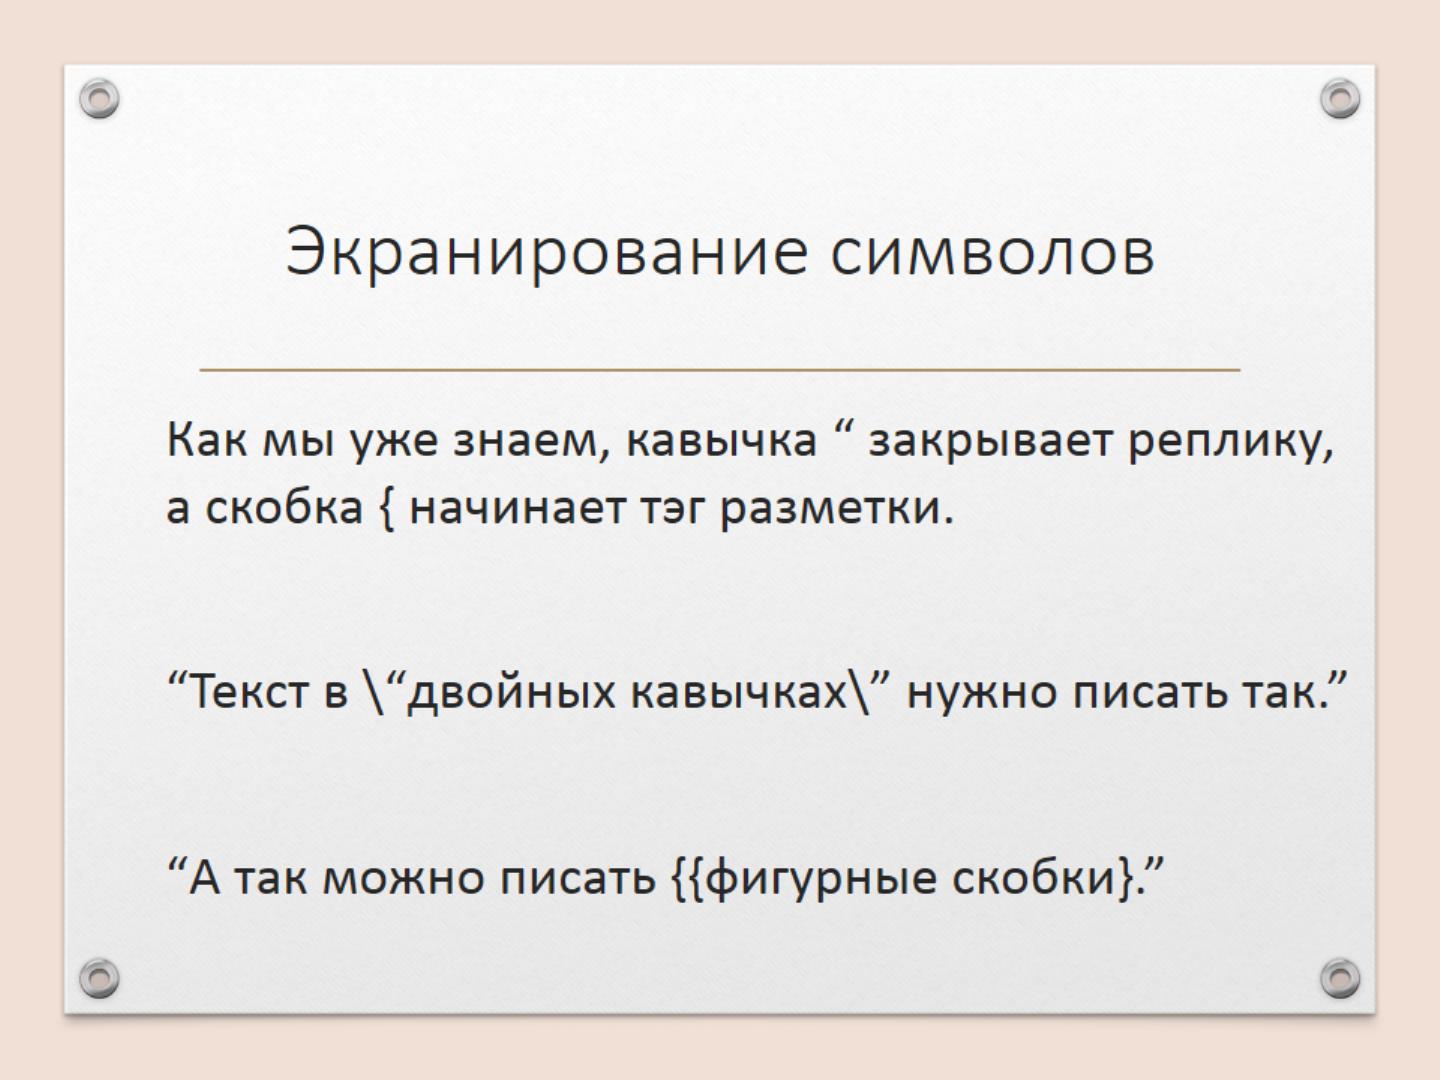 Экранирование символов
Как мы уже знаем, кавычка “ закрывает реплику,
а скобка { начинает тэг разметки.
“Текст в \“двойных кавычках\” нужно писать так.”
“А так можно писать {{фигурные скобки}.”